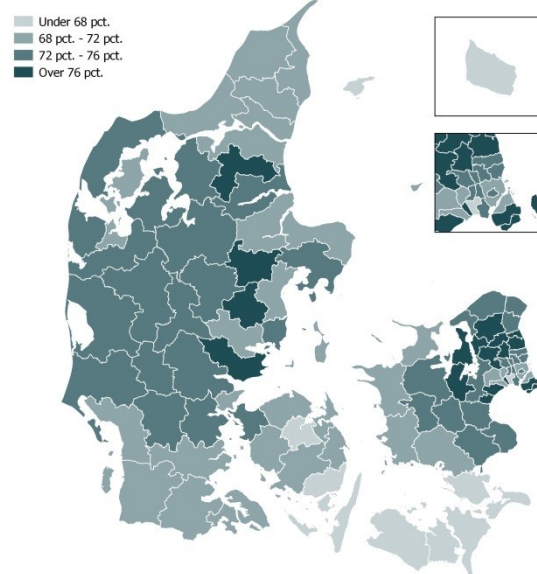 Under 68 pct.
68 pct. - 72 pct.
72 pct. - 76 pct.
Over 76 pct.